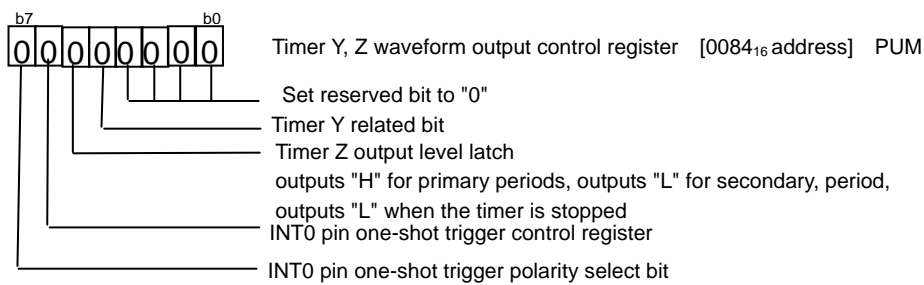 b7 b0
0 0 0 0 0 0 0 0 Timer Y, Z waveform output control register [0084₁₆ address] PUM
Set reserved bit to "0"
Timer Y related bit
Timer Z output level latch
outputs "H" for primary periods, outputs "L" for secondary, period,
outputs "L" when the timer is stopped
INT0 pin one-shot trigger control register
INT0 pin one-shot trigger polarity select bit